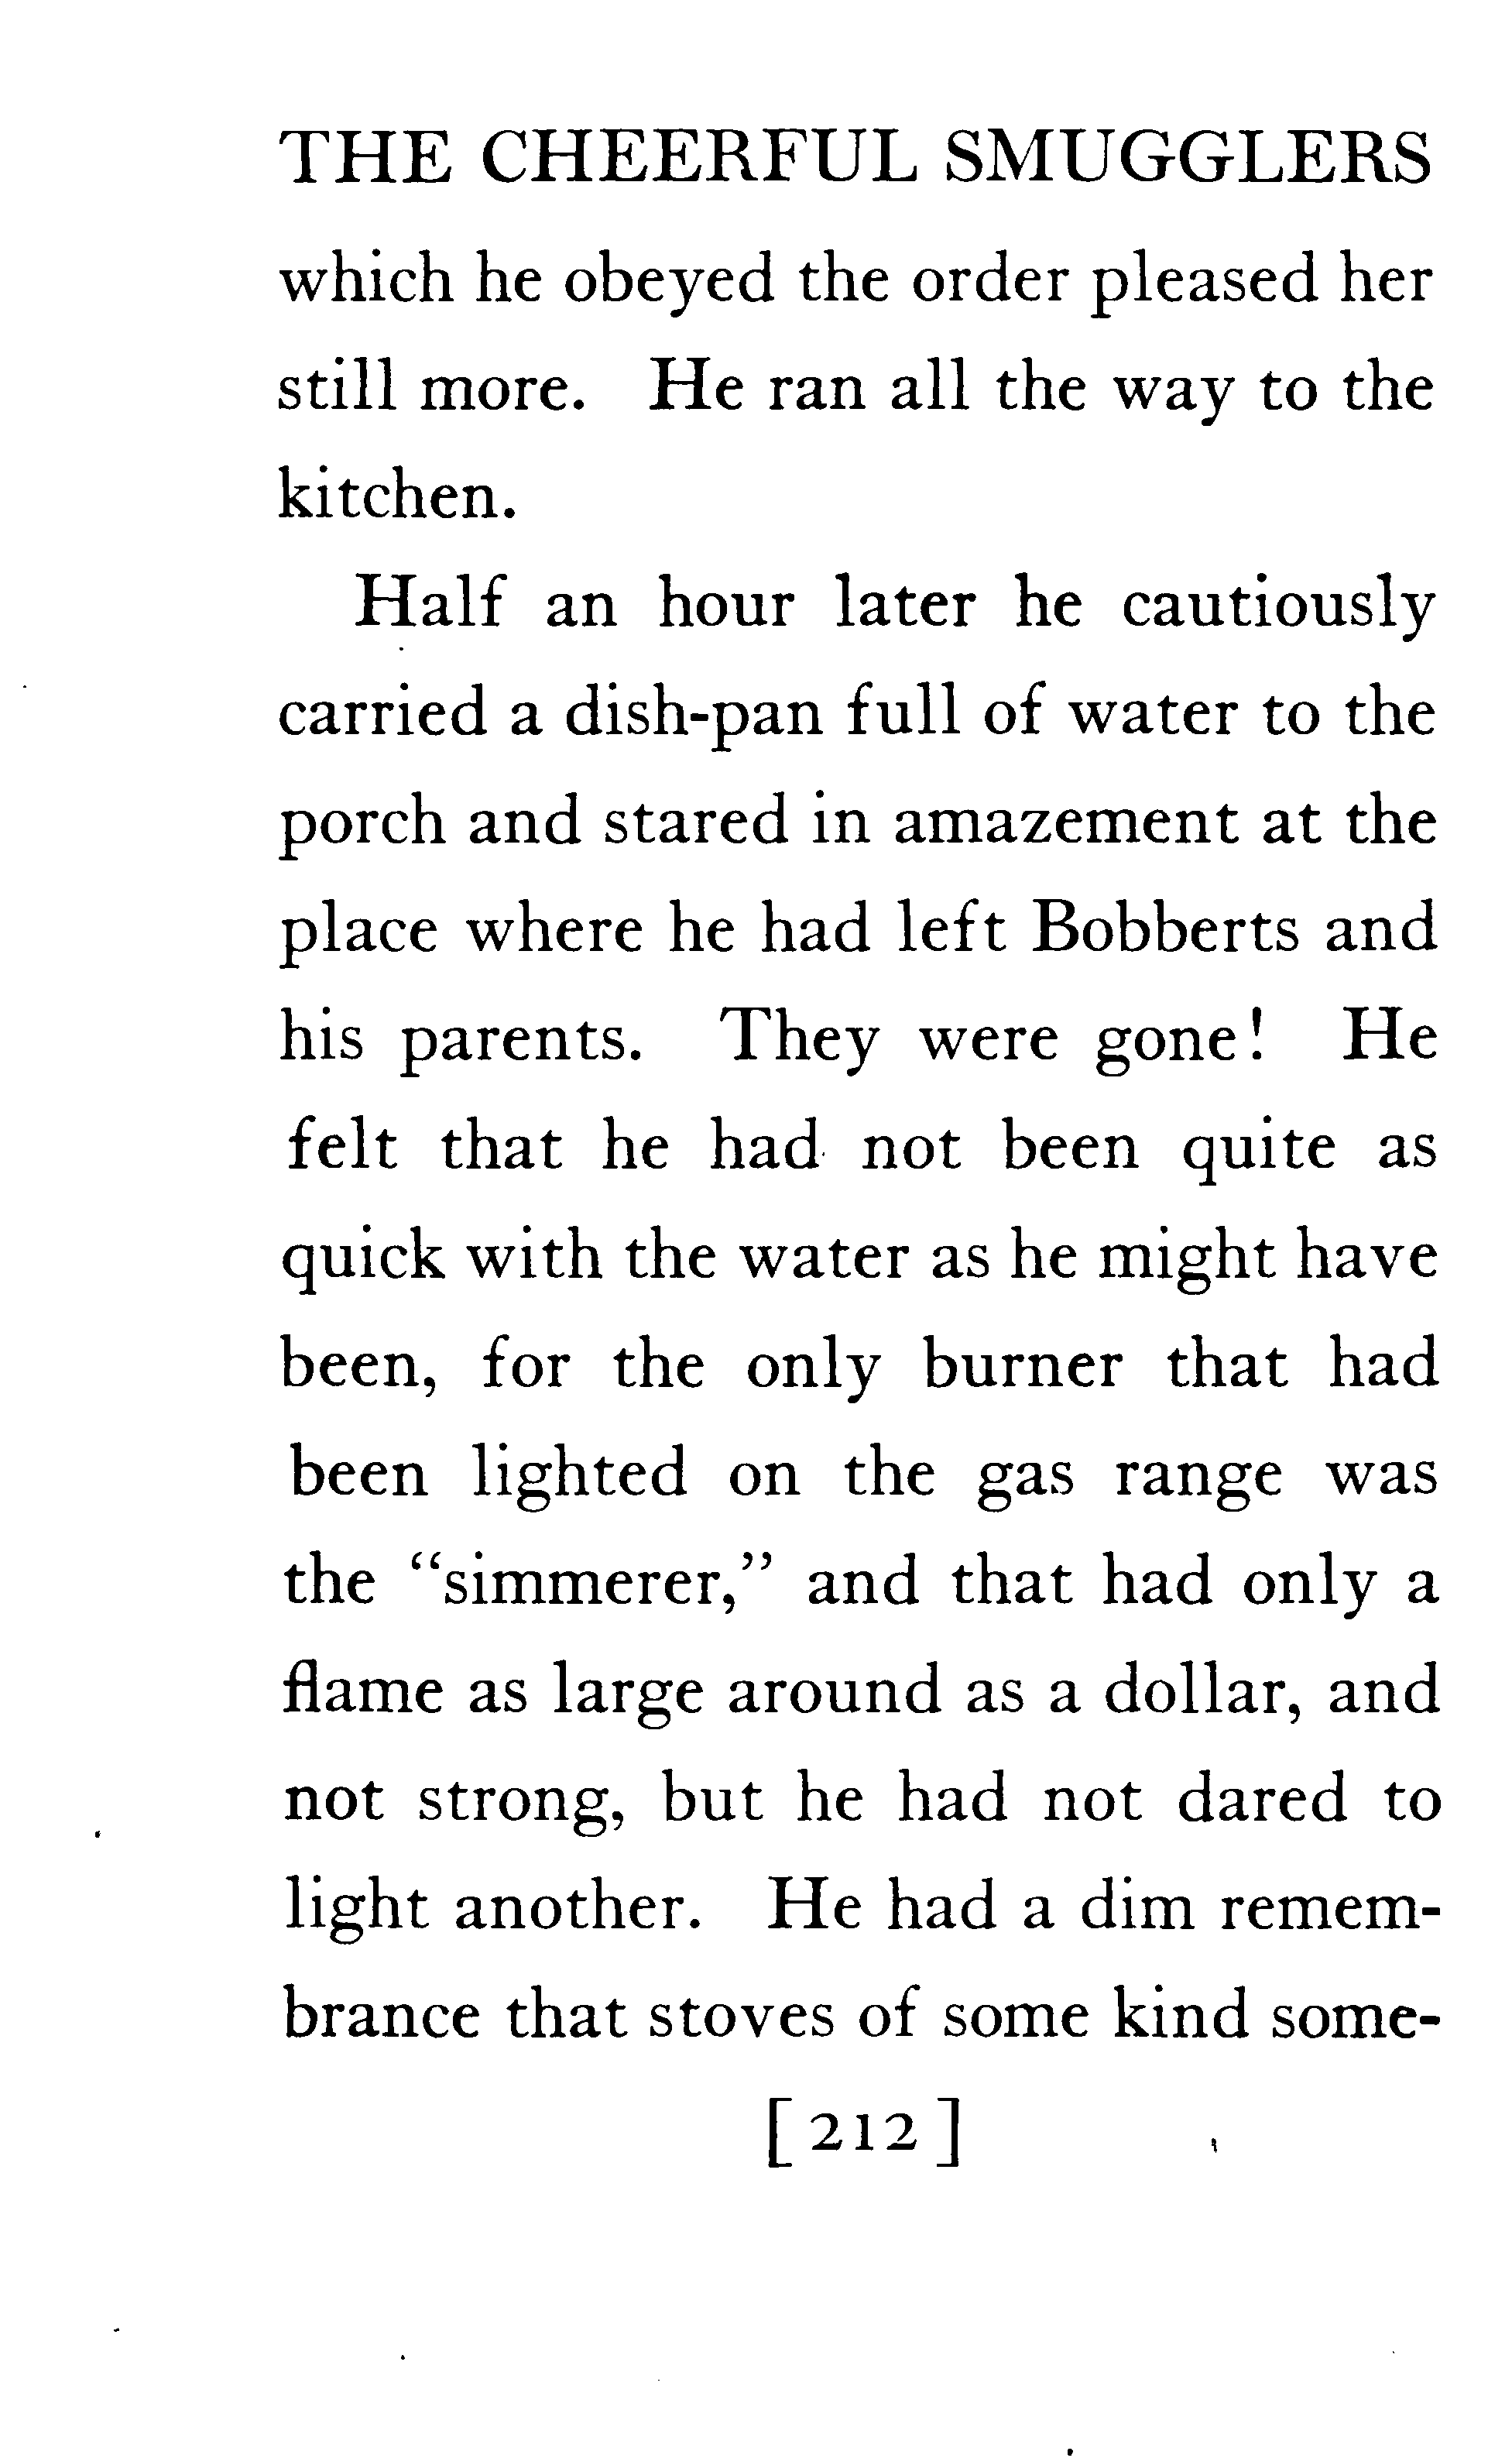 THE CHEERFUL SMUGGLERS
which he obeyed the order pleased her
still more. He ran all the way to the
kitchen.
Half an hour later he cautiously
carried a dish-pan full of water to the
porch and stared in amazement at the
place where he had left Bobberts and
his parents. They were gone! He
felt that he had not been quite as
quick with the water as he might have
been, for the only burner that had
been lighted on the gas range was
the "simmerer," and that had only a
flame as large around as a dollar, and
not strong, but he had not dared to
light another. He had a dim remem-
brance that stoves of some kind some-
[212]